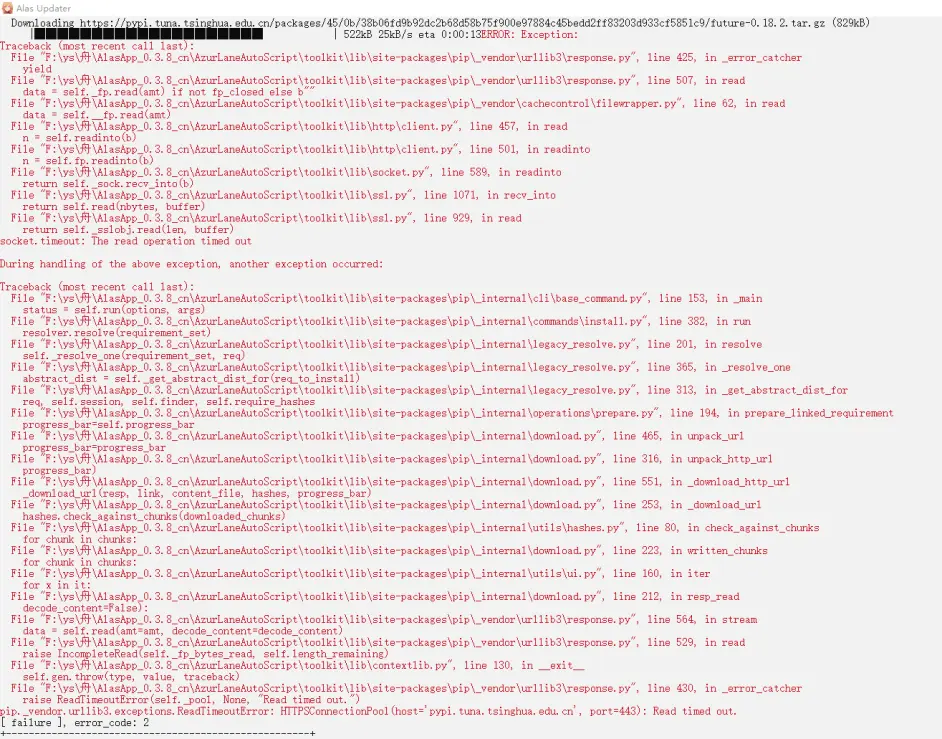 Alas Updater
Downloading https://pypi.tuna.tsinghua.edu.cn/packages/45/0b/38b06fd9b92dc2b68d58b75f900e97884c45bedd2ff83203d933cf5851c9/future-0.18.2.tar.gz (829kB)
| 522kB 25kB/s eta 0:00:13ERROR: Exception:
Traceback (most recent call last):
File "F:\ys\舟\AlasApp_0.3.8_cn\AzurLaneAutoScript\toolkit\lib\site-packages\pip\_vendor\urllib3\response.py", line 425, in _error_catcher
yield
File "F:\ys\舟\AlasApp_0.3.8_cn\AzurLaneAutoScript\toolkit\lib\site-packages\pip\_vendor\urllib3\response.py", line 507, in read
data = self._fp.read(amt) if not fp_closed else b""
File "F:\ys\舟\AlasApp_0.3.8_cn\AzurLaneAutoScript\toolkit\lib\site-packages\pip\_vendor\cachecontrol\filewrapper.py", line 62, in read
data = self.__fp.read(amt)
File "F:\ys\舟\AlasApp_0.3.8_cn\AzurLaneAutoScript\toolkit\lib\http\client.py", line 457, in read
n = self.readinto(b)
File "F:\ys\舟\AlasApp_0.3.8_cn\AzurLaneAutoScript\toolkit\lib\http\client.py", line 501, in readinto
n = self.fp.readinto(b)
File "F:\ys\舟\AlasApp_0.3.8_cn\AzurLaneAutoScript\toolkit\lib\socket.py", line 589, in readinto
return self._sock.recv_into(b)
File "F:\ys\舟\AlasApp_0.3.8_cn\AzurLaneAutoScript\toolkit\lib\ssl.py", line 1071, in recv_into
return self.read(nbytes, buffer)
File "F:\ys\舟\AlasApp_0.3.8_cn\AzurLaneAutoScript\toolkit\lib\ssl.py", line 929, in read
return self._sslobj.read(len, buffer)
socket.timeout: The read operation timed out
During handling of the above exception, another exception occurred:
Traceback (most recent call last):
File "F:\ys\舟\AlasApp_0.3.8_cn\AzurLaneAutoScript\toolkit\lib\site-packages\pip\_internal\cli\base_command.py", line 153, in _main
status = self.run(options, args)
File "F:\ys\舟\AlasApp_0.3.8_cn\AzurLaneAutoScript\toolkit\lib\site-packages\pip\_internal\commands\install.py", line 382, in run
resolver.resolve(requirement_set)
File "F:\ys\舟\AlasApp_0.3.8_cn\AzurLaneAutoScript\toolkit\lib\site-packages\pip\_internal\legacy_resolve.py", line 201, in resolve
self._resolve_one(requirement_set, req)
File "F:\ys\舟\AlasApp_0.3.8_cn\AzurLaneAutoScript\toolkit\lib\site-packages\pip\_internal\legacy_resolve.py", line 365, in _resolve_one
abstract_dist = self._get_abstract_dist_for(req_to_install)
File "F:\ys\舟\AlasApp_0.3.8_cn\AzurLaneAutoScript\toolkit\lib\site-packages\pip\_internal\legacy_resolve.py", line 313, in _get_abstract_dist_for
req, self.session, self.finder, self.require_hashes
File "F:\ys\舟\AlasApp_0.3.8_cn\AzurLaneAutoScript\toolkit\lib\site-packages\pip\_internal\operations\prepare.py", line 194, in prepare_linked_requirement
progress_bar=self.progress_bar
File "F:\ys\舟\AlasApp_0.3.8_cn\AzurLaneAutoScript\toolkit\lib\site-packages\pip\_internal\download.py", line 465, in unpack_url
progress_bar=progress_bar
File "F:\ys\舟\AlasApp_0.3.8_cn\AzurLaneAutoScript\toolkit\lib\site-packages\pip\_internal\download.py", line 316, in unpack_http_url
progress_bar)
File "F:\ys\舟\AlasApp_0.3.8_cn\AzurLaneAutoScript\toolkit\lib\site-packages\pip\_internal\download.py", line 551, in _download_http_url
_download_url(resp, link, content_file, hashes, progress_bar)
File "F:\ys\舟\AlasApp_0.3.8_cn\AzurLaneAutoScript\toolkit\lib\site-packages\pip\_internal\download.py", line 253, in _download_url
hashes.check_against_chunks(downloaded_chunks)
File "F:\ys\舟\AlasApp_0.3.8_cn\AzurLaneAutoScript\toolkit\lib\site-packages\pip\_internal\utils\hashes.py", line 80, in check_against_chunks
for chunk in chunks:
File "F:\ys\舟\AlasApp_0.3.8_cn\AzurLaneAutoScript\toolkit\lib\site-packages\pip\_internal\download.py", line 223, in written_chunks
for chunk in chunks:
File "F:\ys\舟\AlasApp_0.3.8_cn\AzurLaneAutoScript\toolkit\lib\site-packages\pip\_internal\utils\ui.py", line 160, in iter
for x in it:
File "F:\ys\舟\AlasApp_0.3.8_cn\AzurLaneAutoScript\toolkit\lib\site-packages\pip\_internal\download.py", line 212, in resp_read
decode_content=False):
File "F:\ys\舟\AlasApp_0.3.8_cn\AzurLaneAutoScript\toolkit\lib\site-packages\pip\_vendor\urllib3\response.py", line 564, in stream
data = self.read(amt=amt, decode_content=decode_content)
File "F:\ys\舟\AlasApp_0.3.8_cn\AzurLaneAutoScript\toolkit\lib\site-packages\pip\_vendor\urllib3\response.py", line 529, in read
raise IncompleteRead(self._fp_bytes_read, self.length_remaining)
File "F:\ys\舟\AlasApp_0.3.8_cn\AzurLaneAutoScript\toolkit\lib\contextlib.py", line 130, in __exit__
self.gen.throw(type, value, traceback)
File "F:\ys\舟\AlasApp_0.3.8_cn\AzurLaneAutoScript\toolkit\lib\site-packages\pip\_vendor\urllib3\response.py", line 430, in _error_catcher
raise ReadTimeoutError(self._pool, None, "Read timed out.")
pip._vendor.urllib3.exceptions.ReadTimeoutError: HTTPSConnectionPool(host='pypi.tuna.tsinghua.edu.cn', port=443): Read timed out.
[ failure ], error_code: 2
+------------------------------------------------------+